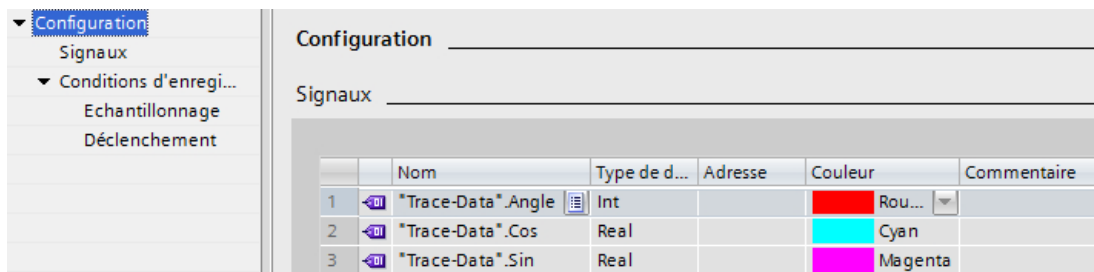 Configuration
Signaux
Conditions d'enregi...
Echantillonnage
Déclenchement
Configuration
Signaux
Nom Type de d... Adresse Couleur Commentaire
1 "Trace-Data".Angle Int Rou...
2 "Trace-Data".Cos Real Cyan
3 "Trace-Data".Sin Real Magenta